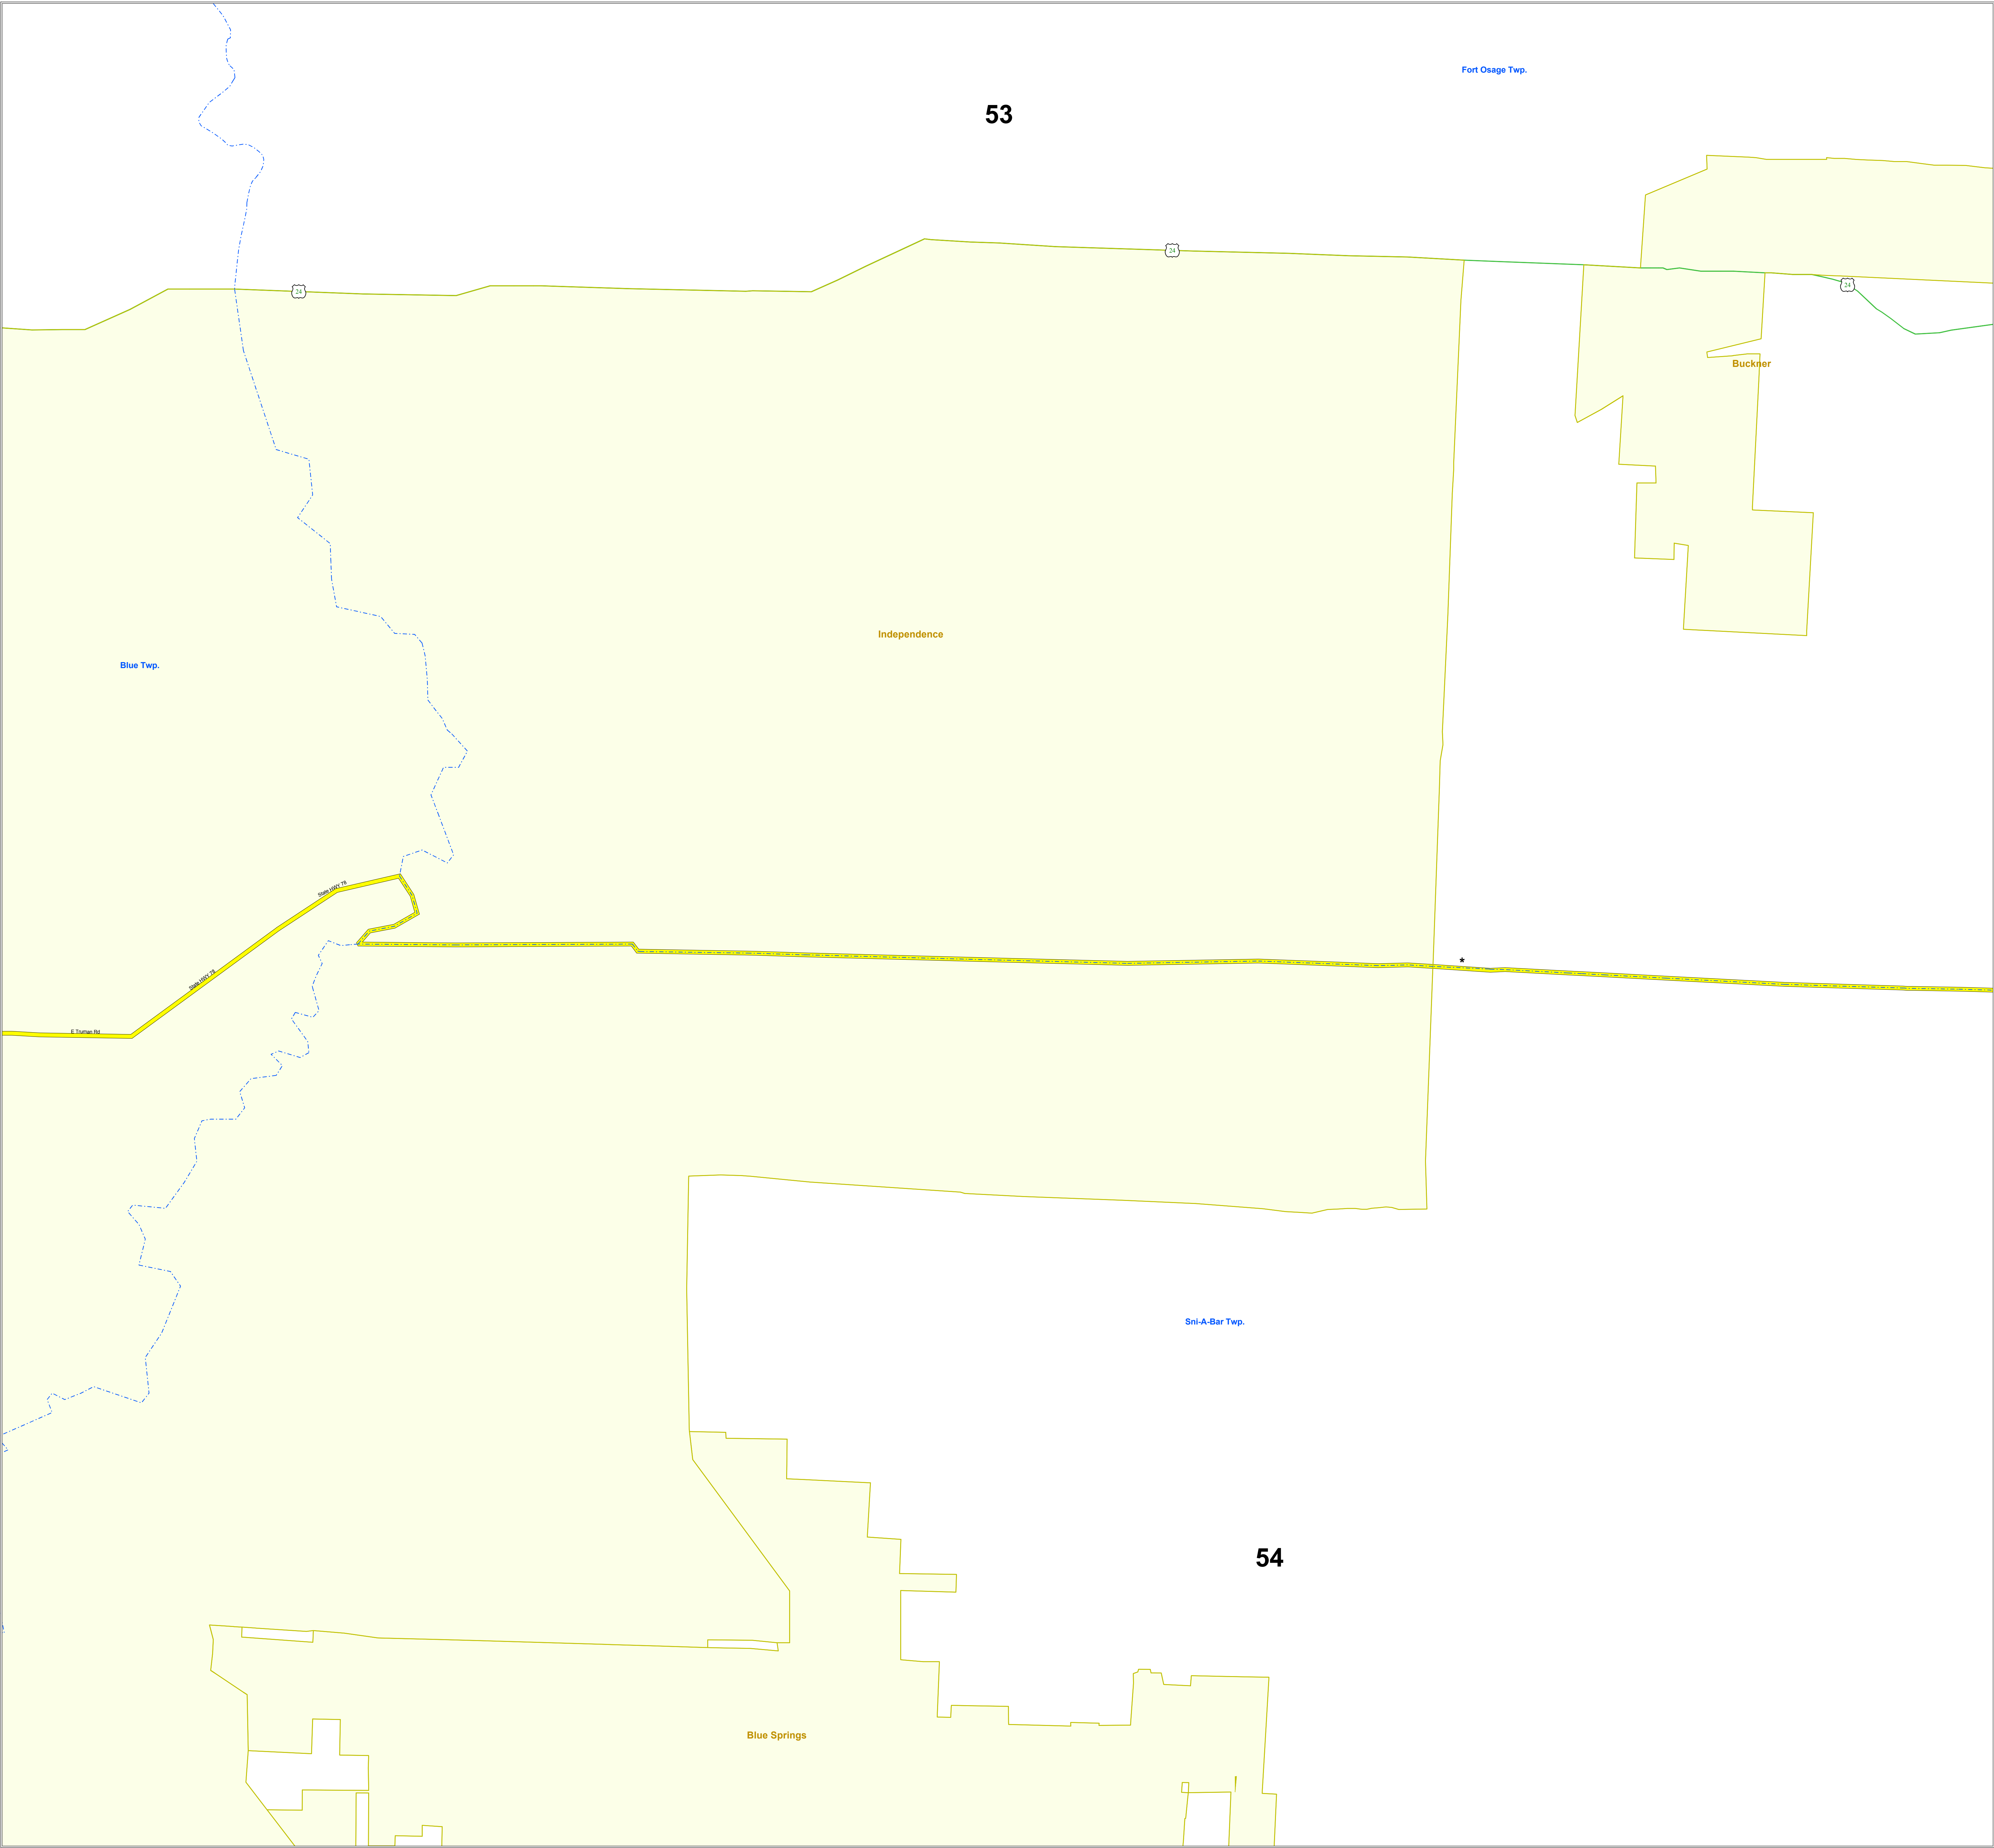 Fort Osage Twp.
53
24
24
24
Buckner
Independence
Blue Twp.
State HWY 78
*
State HWY 78
E Truman Rd
Sni-A-Bar Twp.
54
Blue Springs